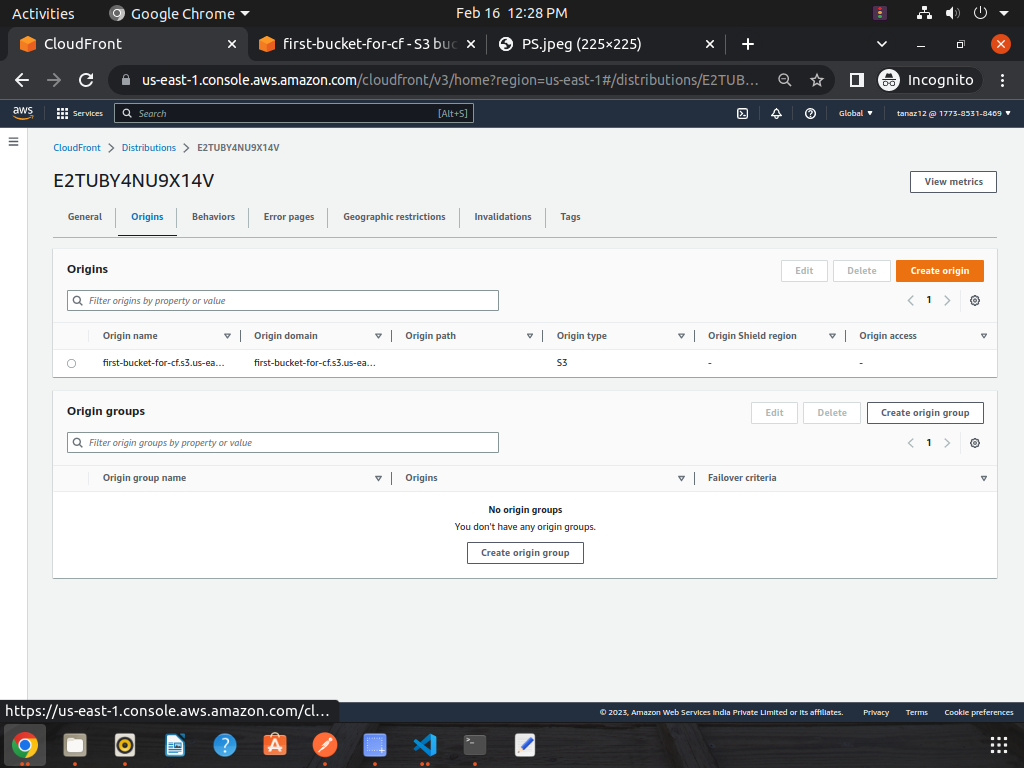 Activities
Google Chrome
Feb 16 12:28 PM
CloudFront
first-bucket-for-cf - S3 buc
PS.jpeg (225×225)
us-east-1.console.aws.amazon.com/cloudfront/v3/home?region=us-east-1#/distributions/E2TUB...
Incognito
aws
Services
Search
[Alt+S]
Global
tanaz12 @ 1773-8531-8469
CloudFront
Distributions
E2TUBY4NU9X14V
E2TUBY4NU9X14V
View metrics
General
Origins
Behaviors
Error pages
Geographic restrictions
Invalidations
Tags
Origins
Edit
Delete
Create origin
Filter origins by property or value
1
Origin name
Origin domain
Origin path
Origin type
Origin Shield region
Origin access
first-bucket-for-cf.s3.us-ea...
first-bucket-for-cf.s3.us-ea...
S3
-
-
Origin groups
Edit
Delete
Create origin group
Filter origin groups by property or value
1
Origin group name
Origins
Failover criteria
No origin groups
You don't have any origin groups.
Create origin group
https://us-east-1.console.aws.amazon.com/cl...
© 2023, Amazon Web Services India Private Limited or its affiliates.
Privacy
Terms
Cookie preferences